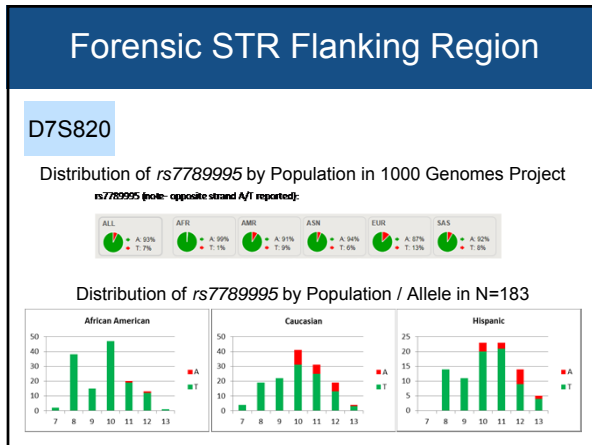 Forensic STR Flanking Region
D7S820
Distribution of rs7789995 by Population in 1000 Genomes Project
rs7789995 (note- opposite strand A/T reported):
ALL AFR AMR ASN EUR SAS
A: 93% A: 99% A: 91% A: 94% A: 87% A: 92%
T: 7% T: 1% T: 9% T: 6% T: 13% T: 8%
Distribution of rs7789995 by Population / Allele in N=183
African American Caucasian Hispanic
50 50 25
40 40 20
30 30 15
20 20 10
10 10 5
0 0 0
A A A
T T T
7 8 9 10 11 12 13 7 8 9 10 11 12 13 7 8 9 10 11 12 13